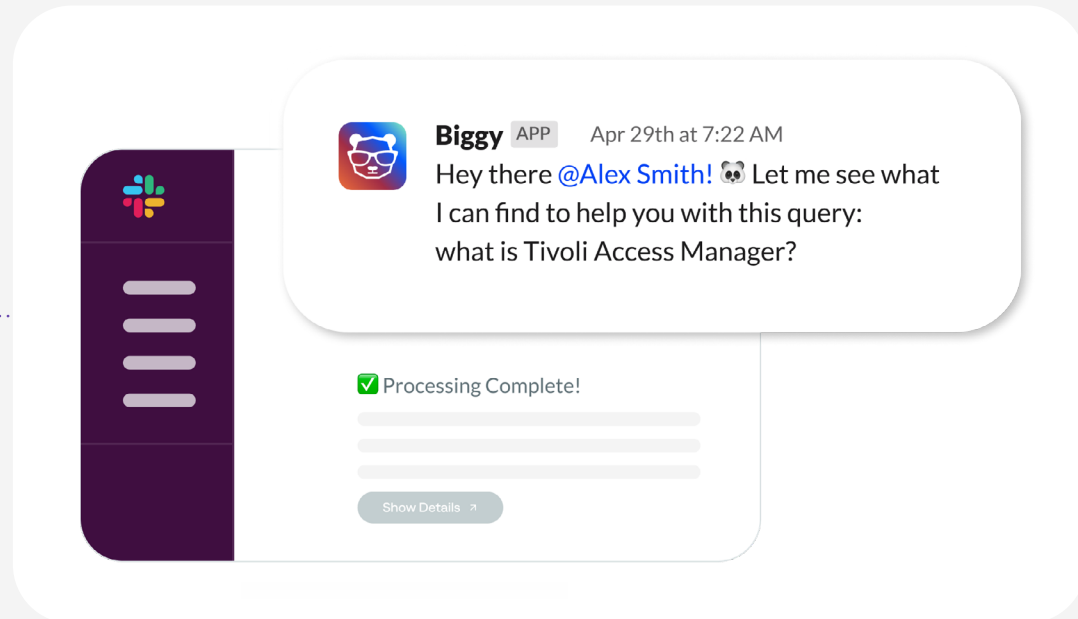 Biggy APP Apr 29th at 7:22 AM
Hey there @Alex Smith! 🐼 Let me see what
I can find to help you with this query:
what is Tivoli Access Manager?
✅ Processing Complete!
Show Details ↗